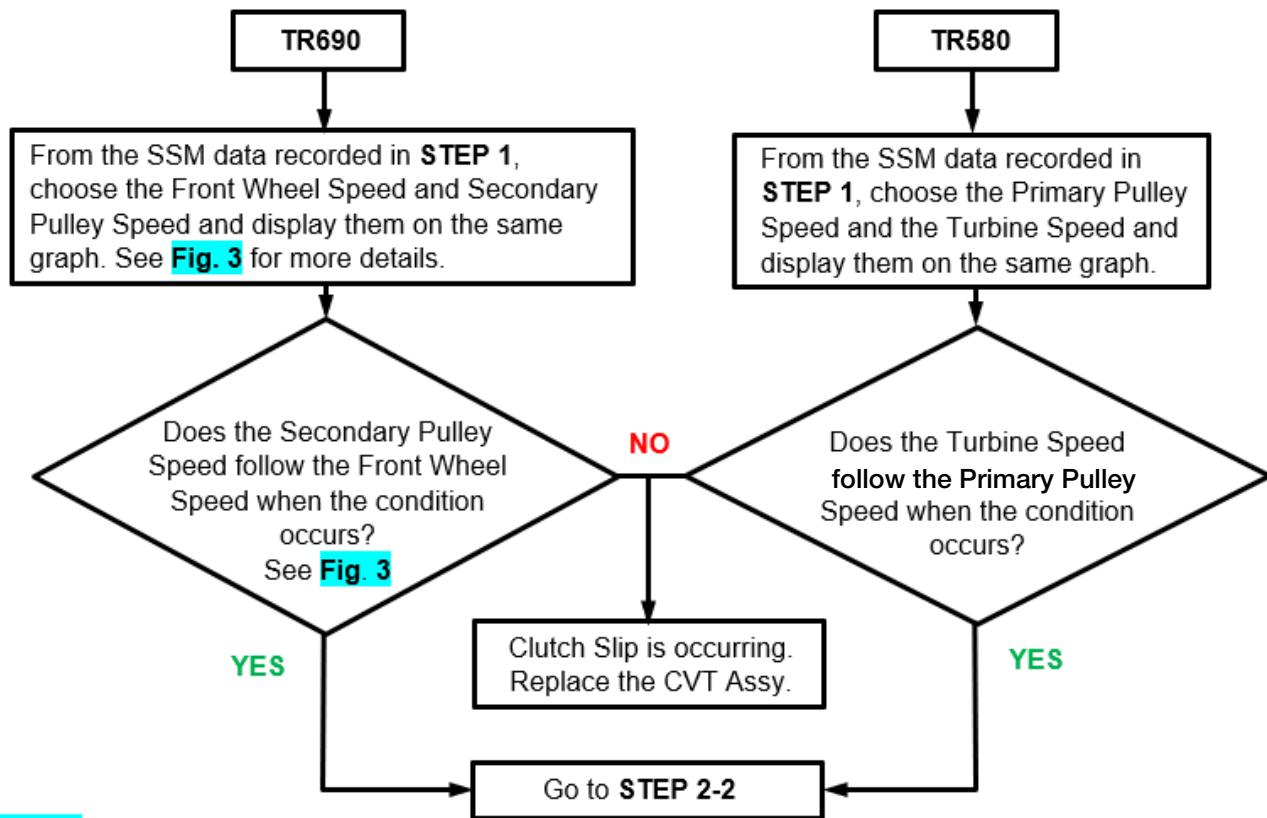 TR690
TR580
From the SSM data recorded in STEP 1,
choose the Front Wheel Speed and Secondary
Pulley Speed and display them on the same
graph. See Fig. 3 for more details.
From the SSM data recorded in
STEP 1, choose the Primary Pulley
Speed and the Turbine Speed and
display them on the same graph.
Does the Secondary Pulley
Speed follow the Front Wheel
Speed when the condition
occurs?
See Fig. 3
NO
Does the Turbine Speed
follow the Primary Pulley
Speed when the condition
occurs?
YES
Clutch Slip is occurring.
Replace the CVT Assy.
YES
Go to STEP 2-2